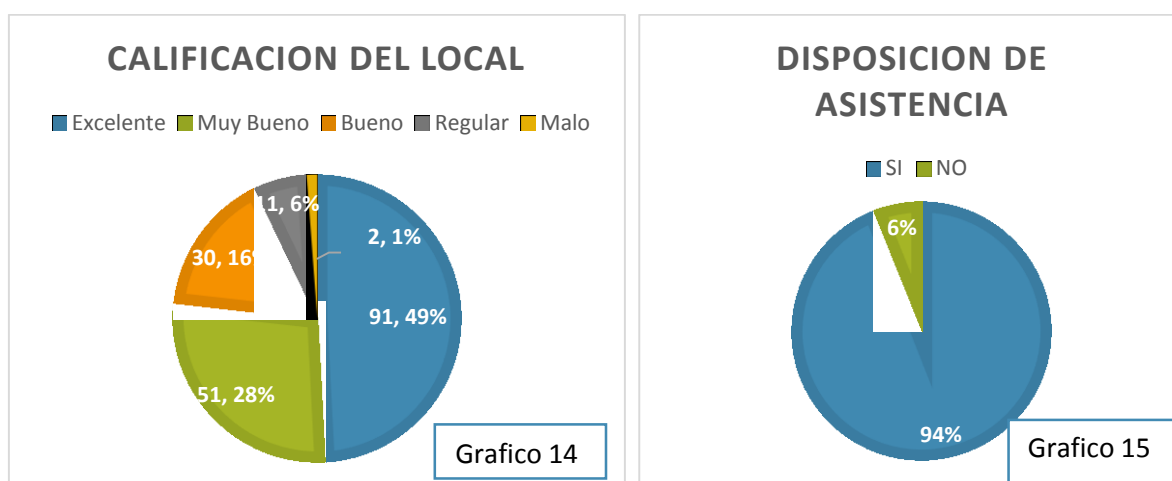 CALIFICACION DEL LOCAL
Excelente Muy Bueno Bueno Regular Malo
11, 6%
2, 1%
30, 16%
91, 49%
51, 28%
Grafico 14
DISPOSICION DE
ASISTENCIA
SI NO
6%
94%
Grafico 15